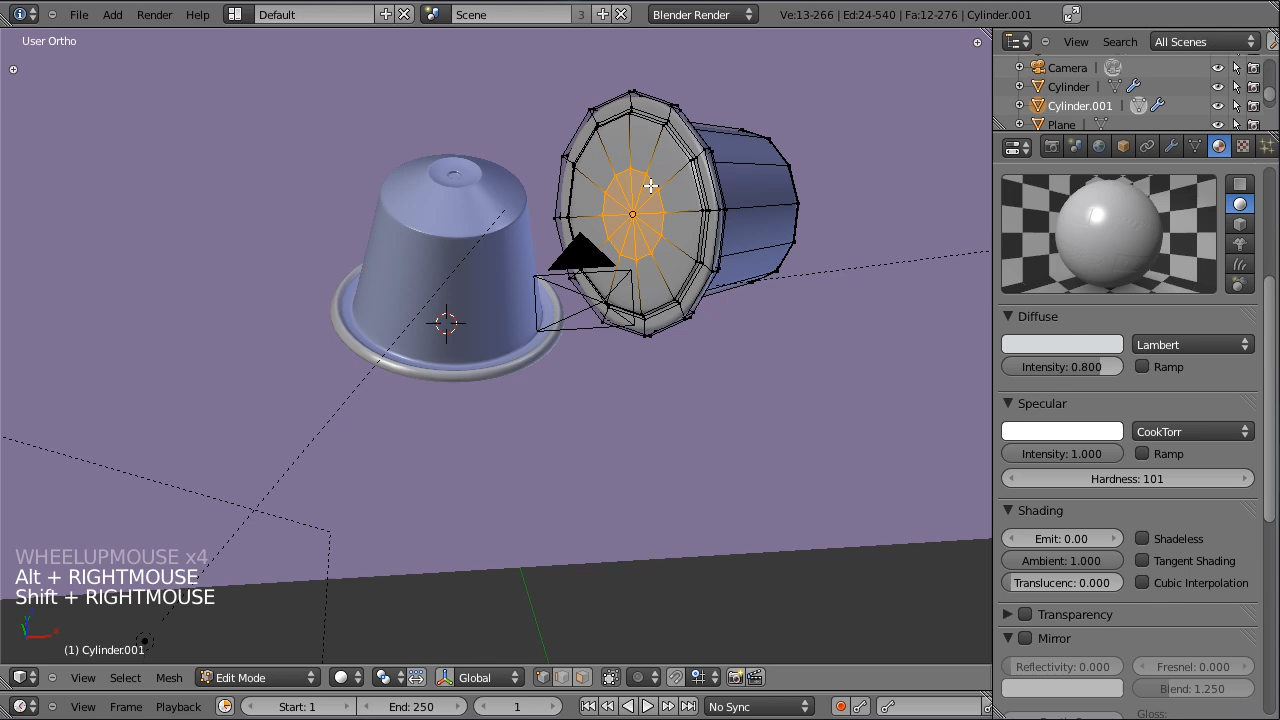 File Add Render Window Help Default Scene 3 Blender Render Ve:13-266 | Ed:24-540 | Fa:12-276 | Cylinder.001
User Ortho
View Search All Scenes
Camera
Cylinder
Cylinder.001
Plane
Diffuse
Lambert
Intensity: 0.800 Ramp
Specular
CookTorr
Intensity: 1.000 Ramp
Hardness: 101
Shading
Emit: 0.00 Shadeless
Ambient: 1.000 Tangent Shading
Translucenc: 0.000 Cubic Interpolation
Transparency
Mirror
Reflectivity: 0.000 Fresnel: 0.000
Blend: 1.250
Gloss:
WHEELUPMOUSE x4
Alt + RIGHTMOUSE
Shift + RIGHTMOUSE
(1) Cylinder.001
View Select Mesh Edit Mode Global
View Frame Playback Start: 1 End: 250 1 No Sync